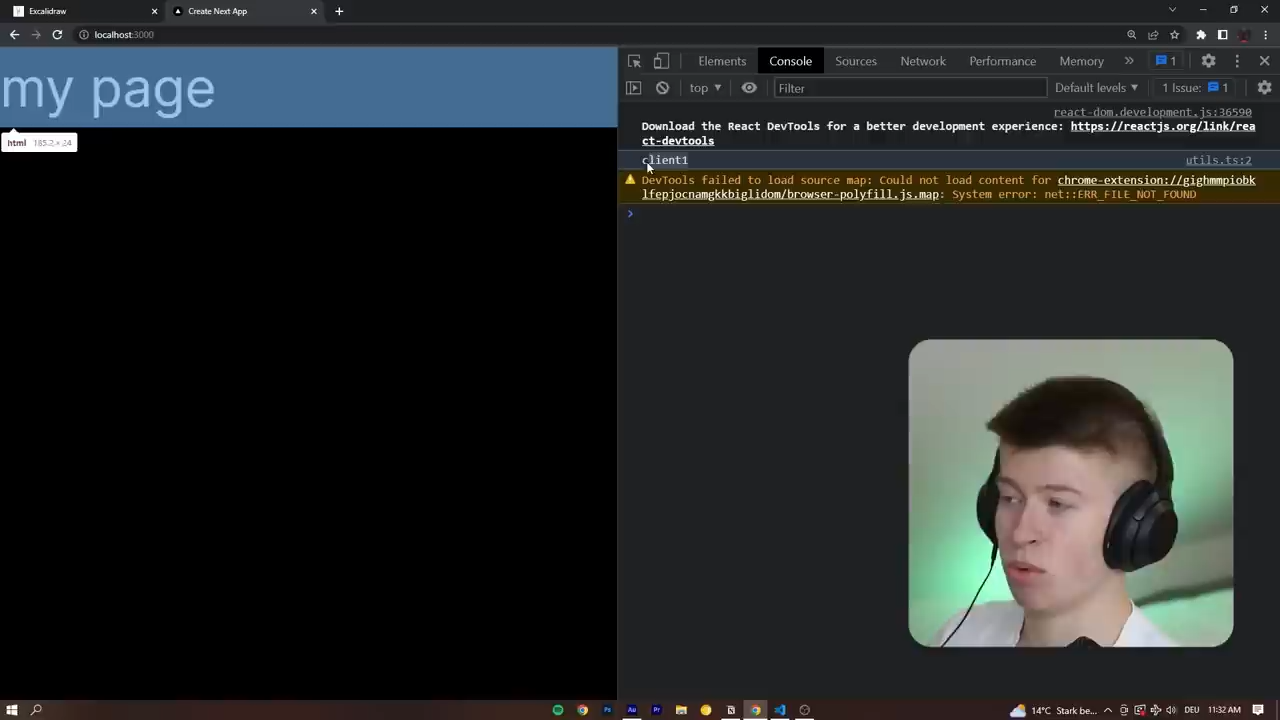 Excalidraw
Create Next App
localhost:3000
my page
html 185.2 × 24
Elements
Console
Sources
Network
Performance
Memory
1
top
Filter
Default levels
1 Issue: 1
react-dom.development.js:36590
Download the React DevTools for a better development experience: https://reactjs.org/link/rea
ct-devtools
client1 utils.ts:2
DevTools failed to load source map: Could not load content for chrome-extension://gighmmpiobk
lfepjocnamgkkbiglidom/browser-polyfill.js.map: System error: net::ERR_FILE_NOT_FOUND
14°C Stark be... DEU 11:32 AM